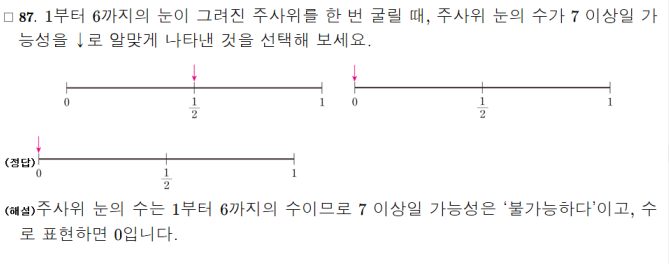 □ 87. 1부터 6까지의 눈이 그려진 주사위를 한 번 굴릴 때, 주사위 눈의 수가 7 이상일 가
능성을 ↓로 알맞게 나타낸 것을 선택해 보세요.
0 1/2 1 0 1/2 1
(정답)
0 1/2 1
(해설)주사위 눈의 수는 1부터 6까지의 수이므로 7 이상일 가능성은 ‘불가능하다’이고, 수
로 표현하면 0입니다.